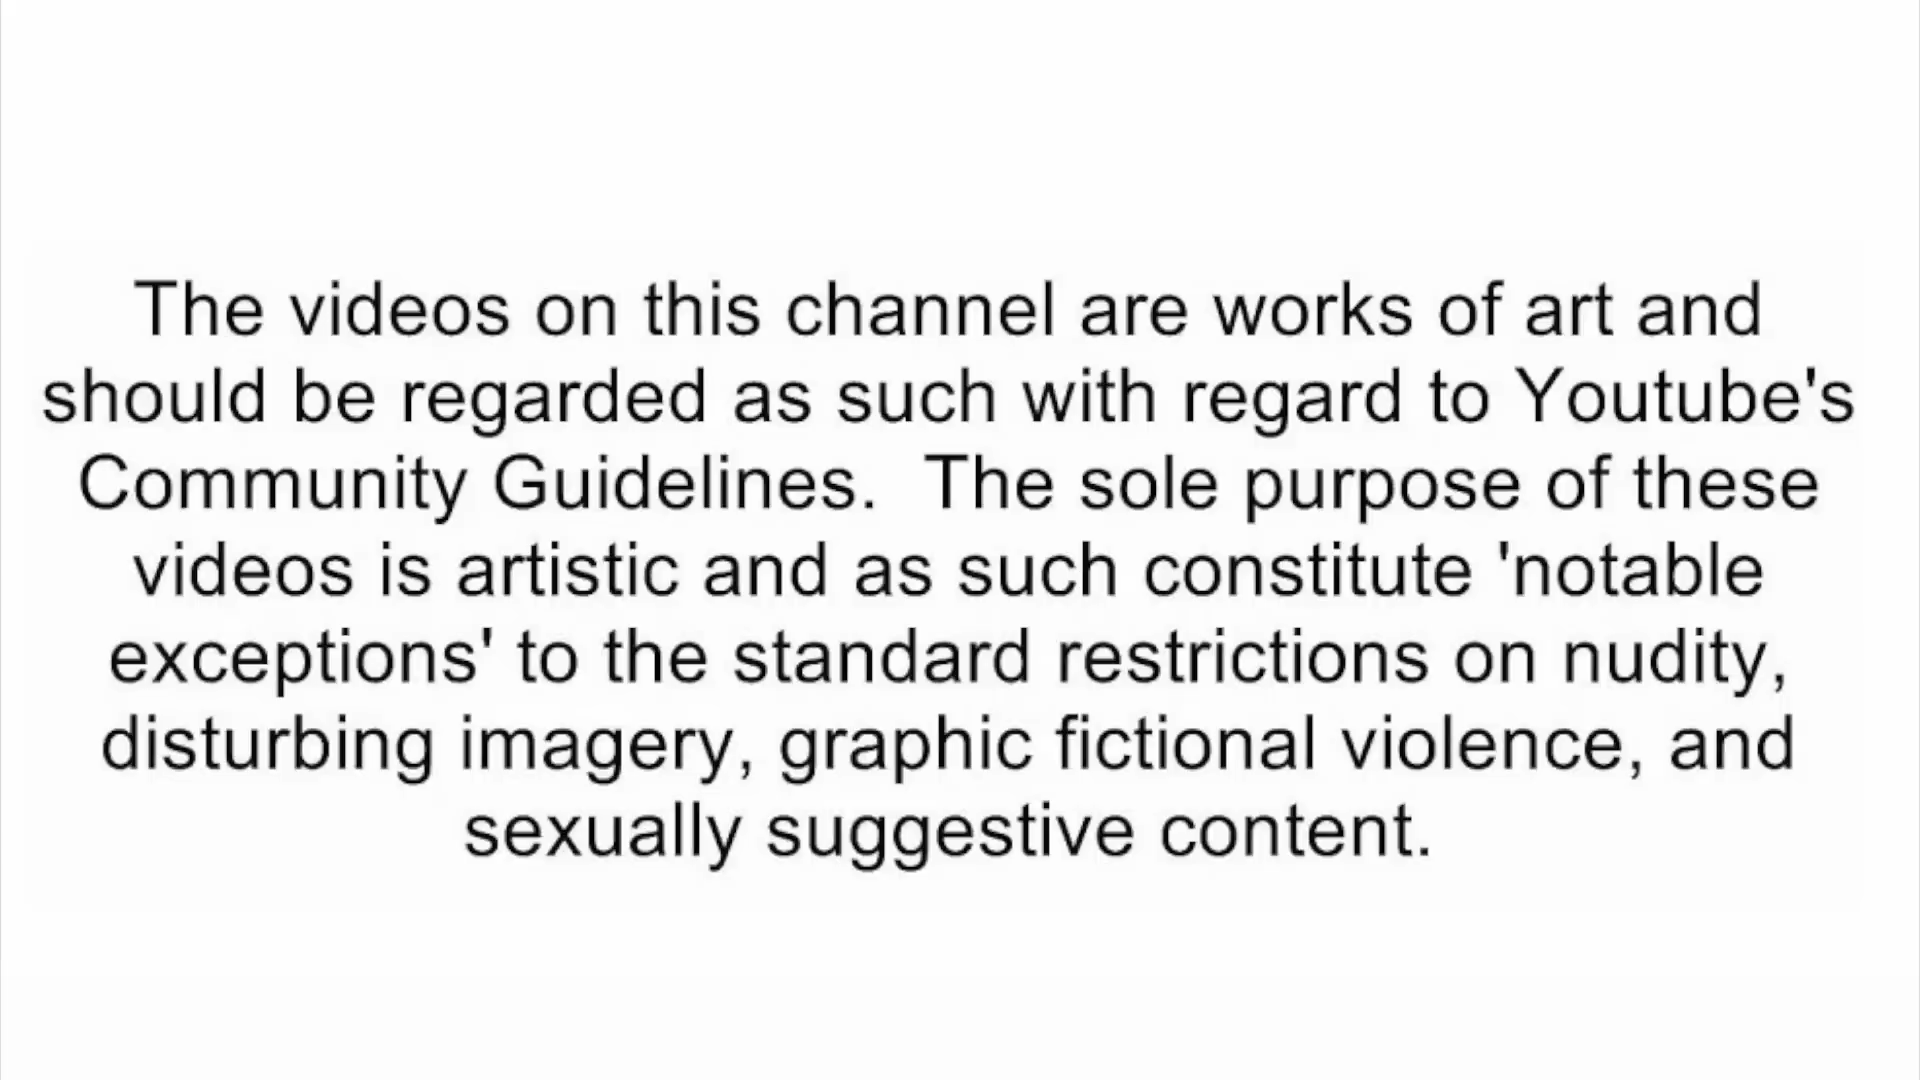 The videos on this channel are works of art and
should be regarded as such with regard to Youtube's
Community Guidelines.  The sole purpose of these
videos is artistic and as such constitute 'notable
exceptions' to the standard restrictions on nudity,
disturbing imagery, graphic fictional violence, and
sexually suggestive content.